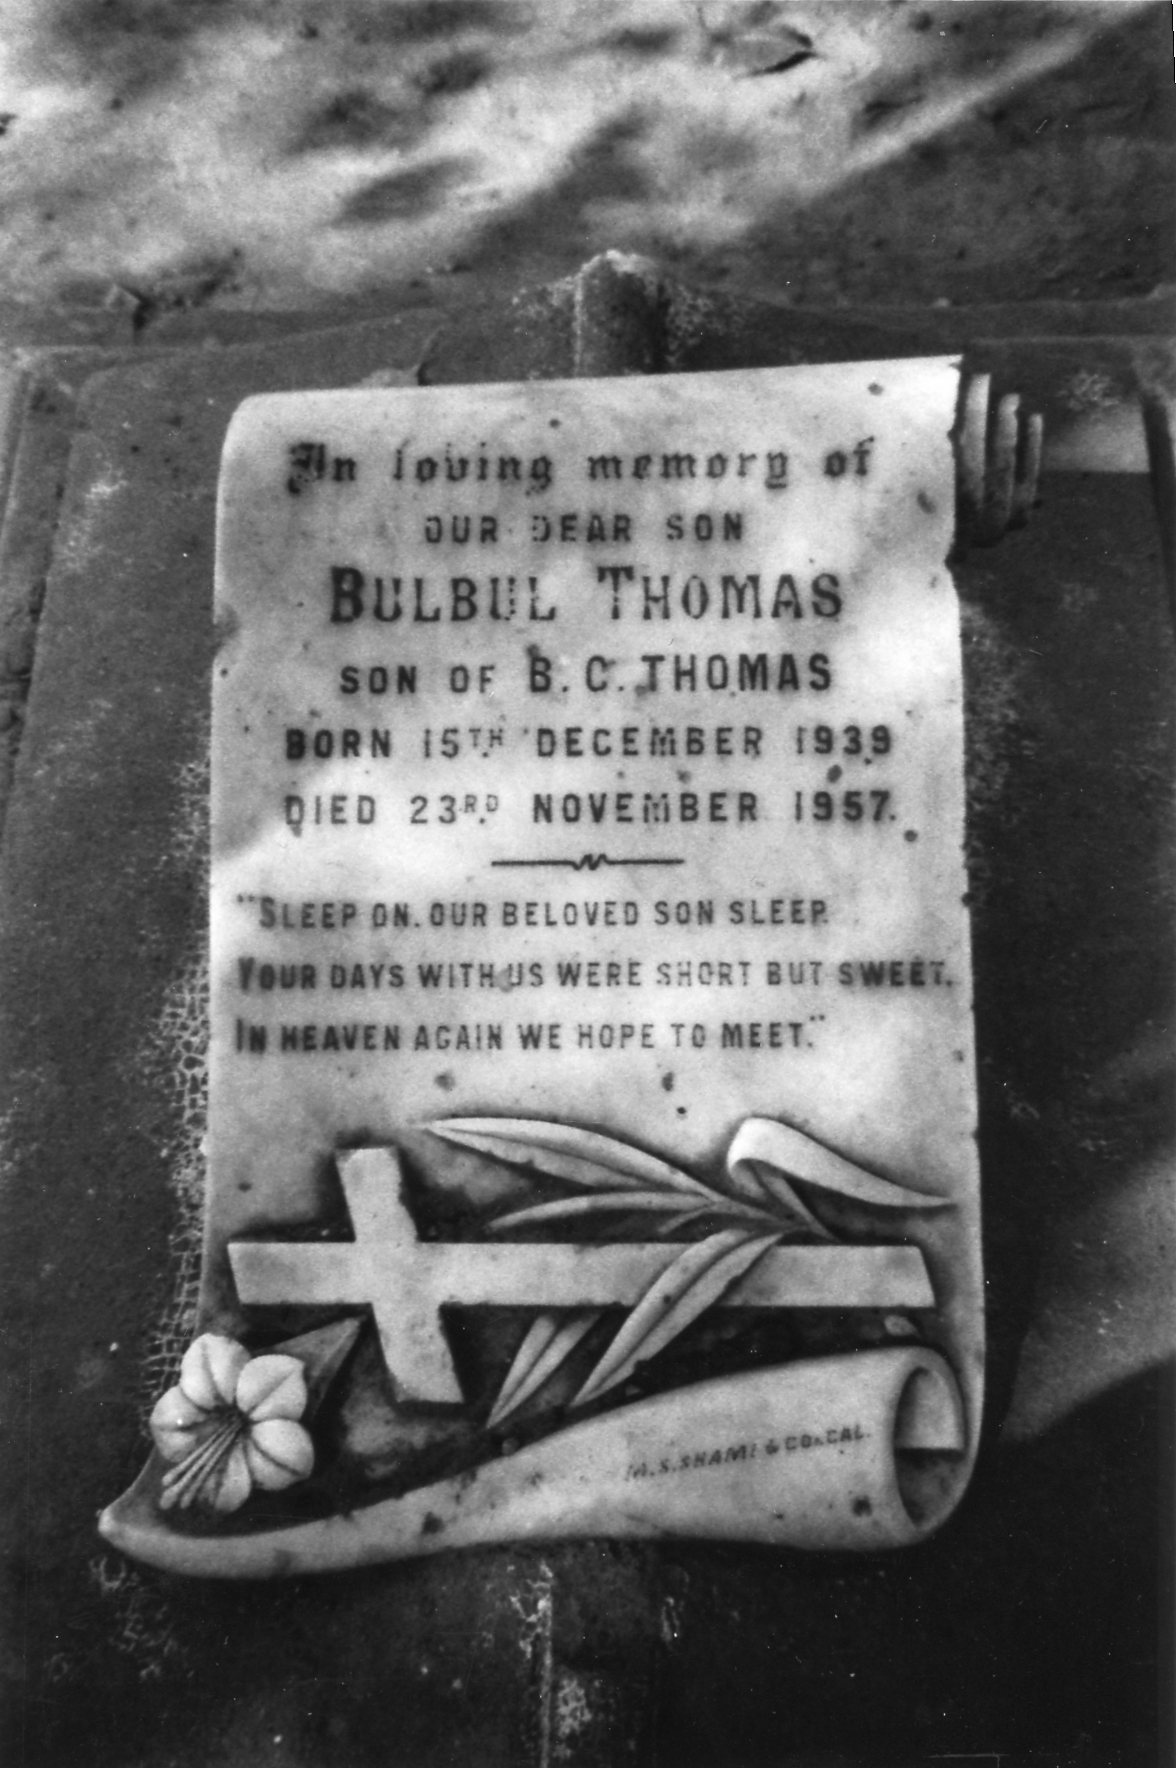 In loving memory of
OUR DEAR SON
BULBUL THOMAS
SON OF B.C. THOMAS
BORN 15TH DECEMBER 1939
DIED 23RD NOVEMBER 1957.
"SLEEP ON. OUR BELOVED SON SLEEP.
YOUR DAYS WITH US WERE SHORT BUT SWEET.
IN HEAVEN AGAIN WE HOPE TO MEET."
M.S.SHAMI & CO. CAL.